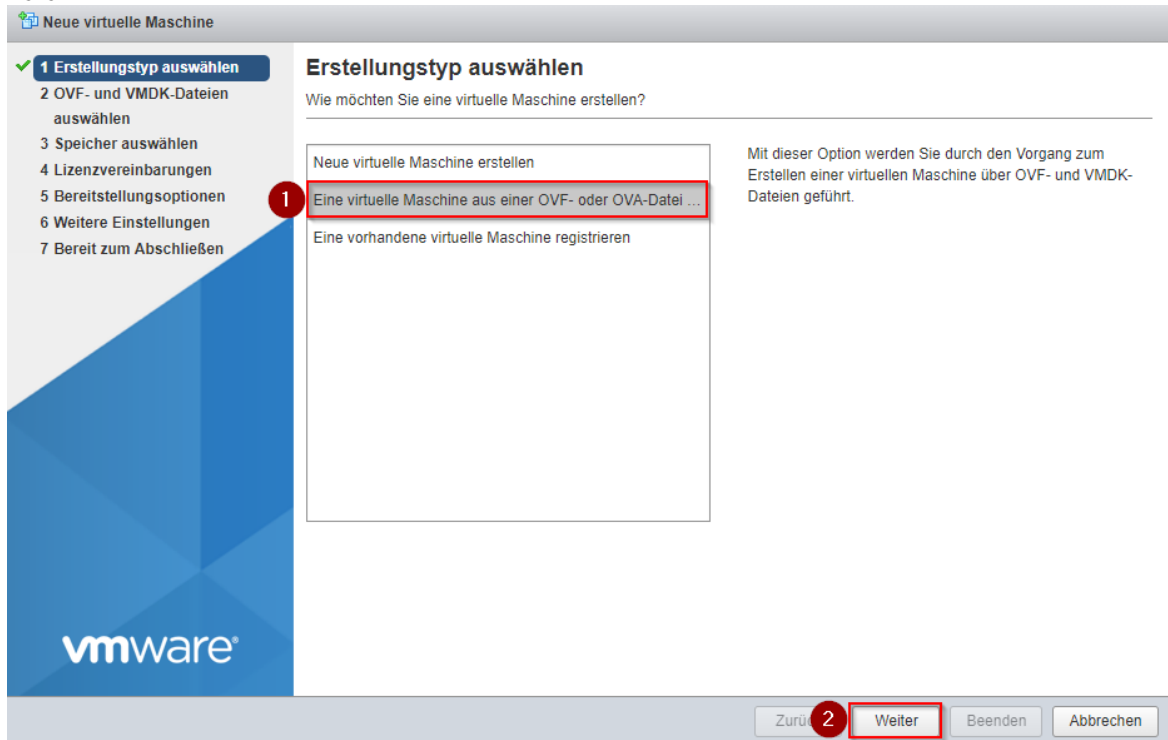 Neue virtuelle Maschine
1 Erstellungstyp auswählen
2 OVF- und VMDK-Dateien
auswählen
3 Speicher auswählen
4 Lizenzvereinbarungen
5 Bereitstellungsoptionen
6 Weitere Einstellungen
7 Bereit zum Abschließen
Erstellungstyp auswählen
Wie möchten Sie eine virtuelle Maschine erstellen?
Neue virtuelle Maschine erstellen
1
Eine virtuelle Maschine aus einer OVF- oder OVA-Datei ...
Eine vorhandene virtuelle Maschine registrieren
Mit dieser Option werden Sie durch den Vorgang zum
Erstellen einer virtuellen Maschine über OVF- und VMDK-
Dateien geführt.
vmware®
2
Weiter
Beenden
Abbrechen